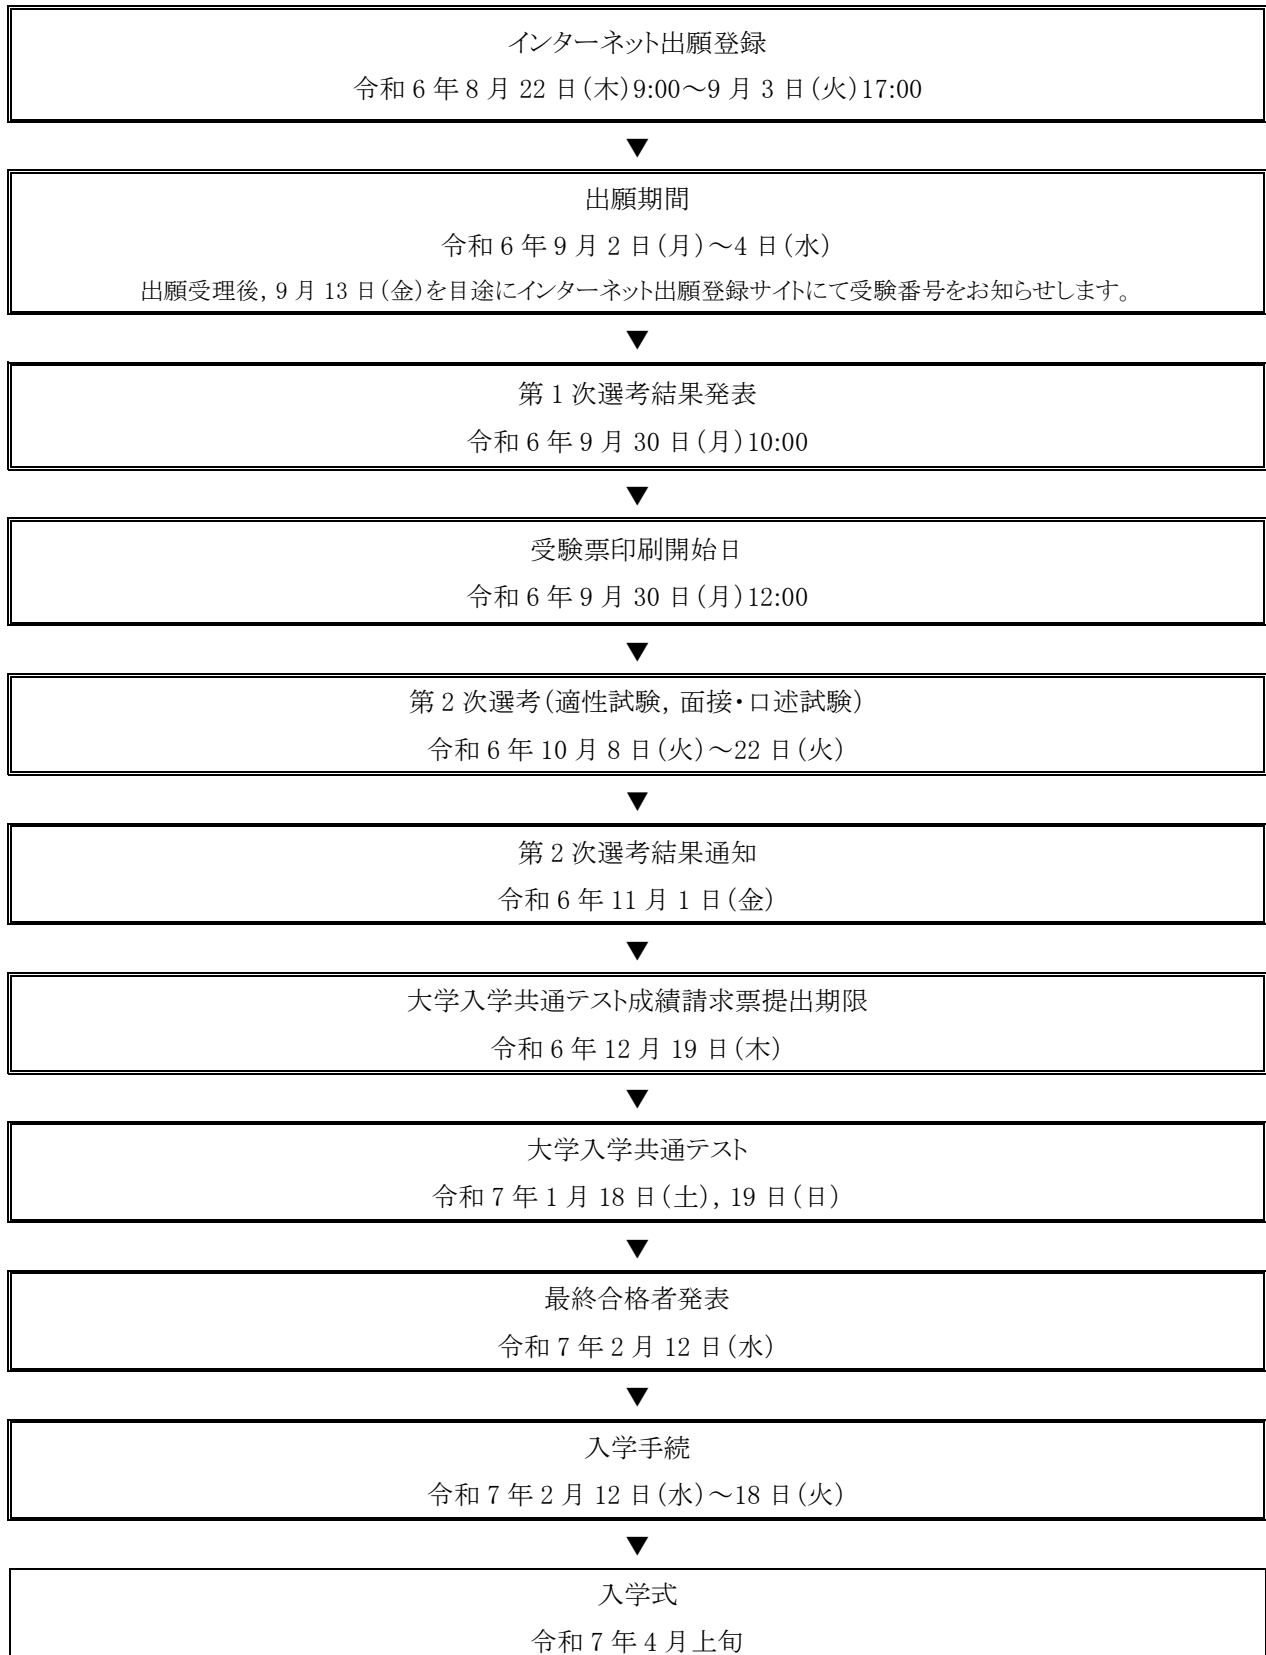 インターネット出願登録
令和 6 年 8 月 22 日(木)9:00～9 月 3 日(火)17:00
▼
出願期間
令和 6 年 9 月 2 日(月)～4 日(水)
出願受理後, 9 月 13 日(金)を目途にインターネット出願登録サイトにて受験番号をお知らせします。
▼
第 1 次選考結果発表
令和 6 年 9 月 30 日(月)10:00
▼
受験票印刷開始日
令和 6 年 9 月 30 日(月)12:00
▼
第 2 次選考(適性試験, 面接・口述試験)
令和 6 年 10 月 8 日(火)～22 日(火)
▼
第 2 次選考結果通知
令和 6 年 11 月 1 日(金)
▼
大学入学共通テスト成績請求票提出期限
令和 6 年 12 月 19 日(木)
▼
大学入学共通テスト
令和 7 年 1 月 18 日(土), 19 日(日)
▼
最終合格者発表
令和 7 年 2 月 12 日(水)
▼
入学手続
令和 7 年 2 月 12 日(水)～18 日(火)
▼
入学式
令和 7 年 4 月上旬